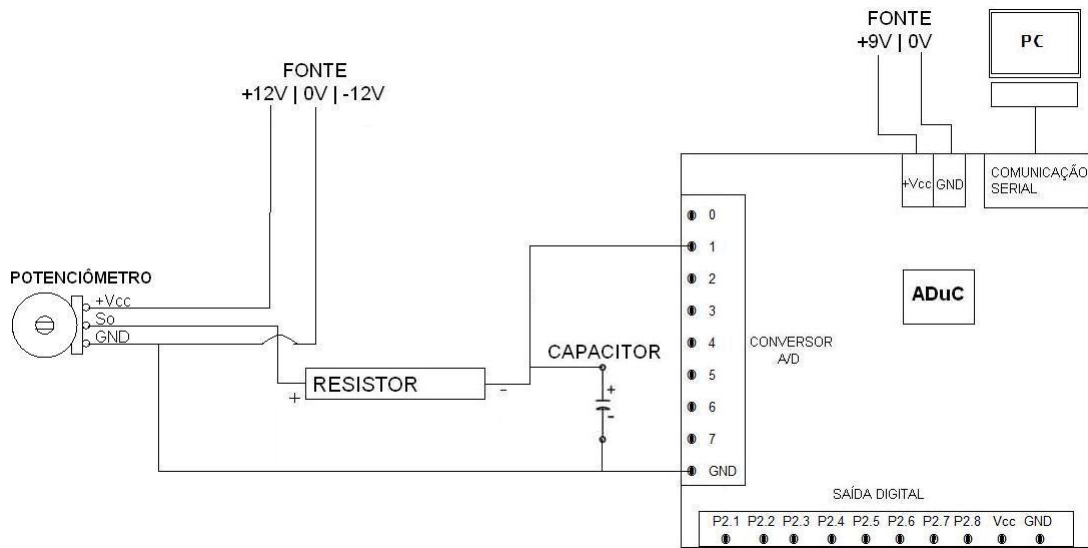 FONTE
+9V | 0V
PC
FONTE
+12V | 0V | -12V
+Vcc
GND
COMUNICAÇÃO
SERIAL
0
1
2
3
4
5
6
7
GND
CONVERSOR
A/D
ADuC
POTENCIÔMETRO
+Vcc
So
GND
CAPACITOR
+
-
RESISTOR
+
-
SAÍDA DIGITAL
P2.1 P2.2 P2.3 P2.4 P2.5 P2.6 P2.7 P2.8 Vcc GND